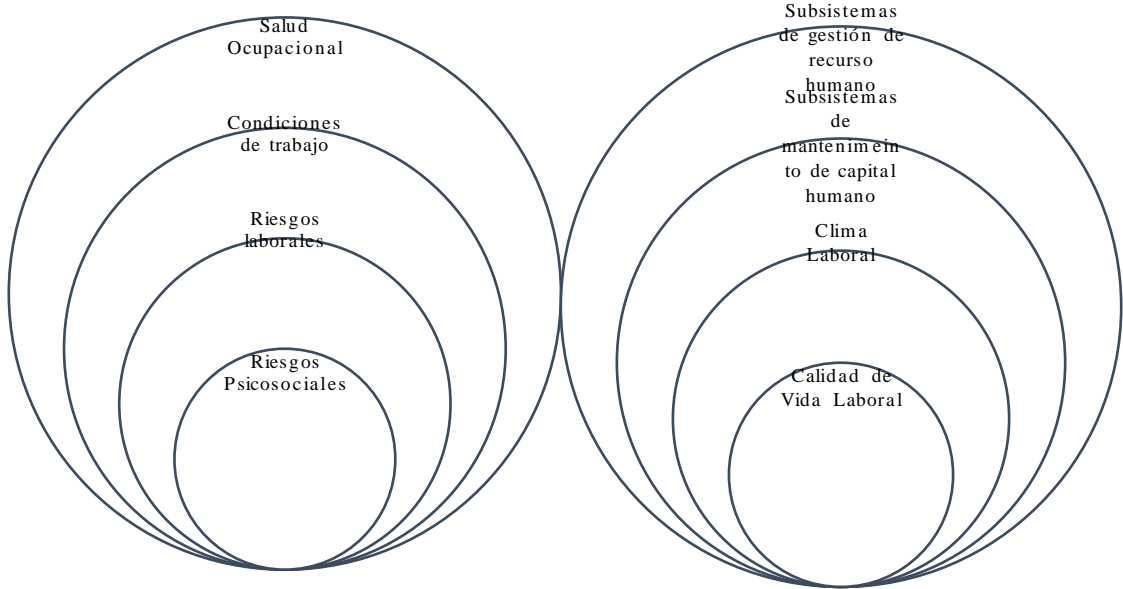 Salud
Ocupacional
Condiciones
de trabajo
Riesgos
laborales
Riesgos
Psicosociales
Subsistemas
de gestión de
recurso
humano
Subsistemas
de
mantenimein
to de capital
humano
Clima
Laboral
Calidad de
Vida Laboral